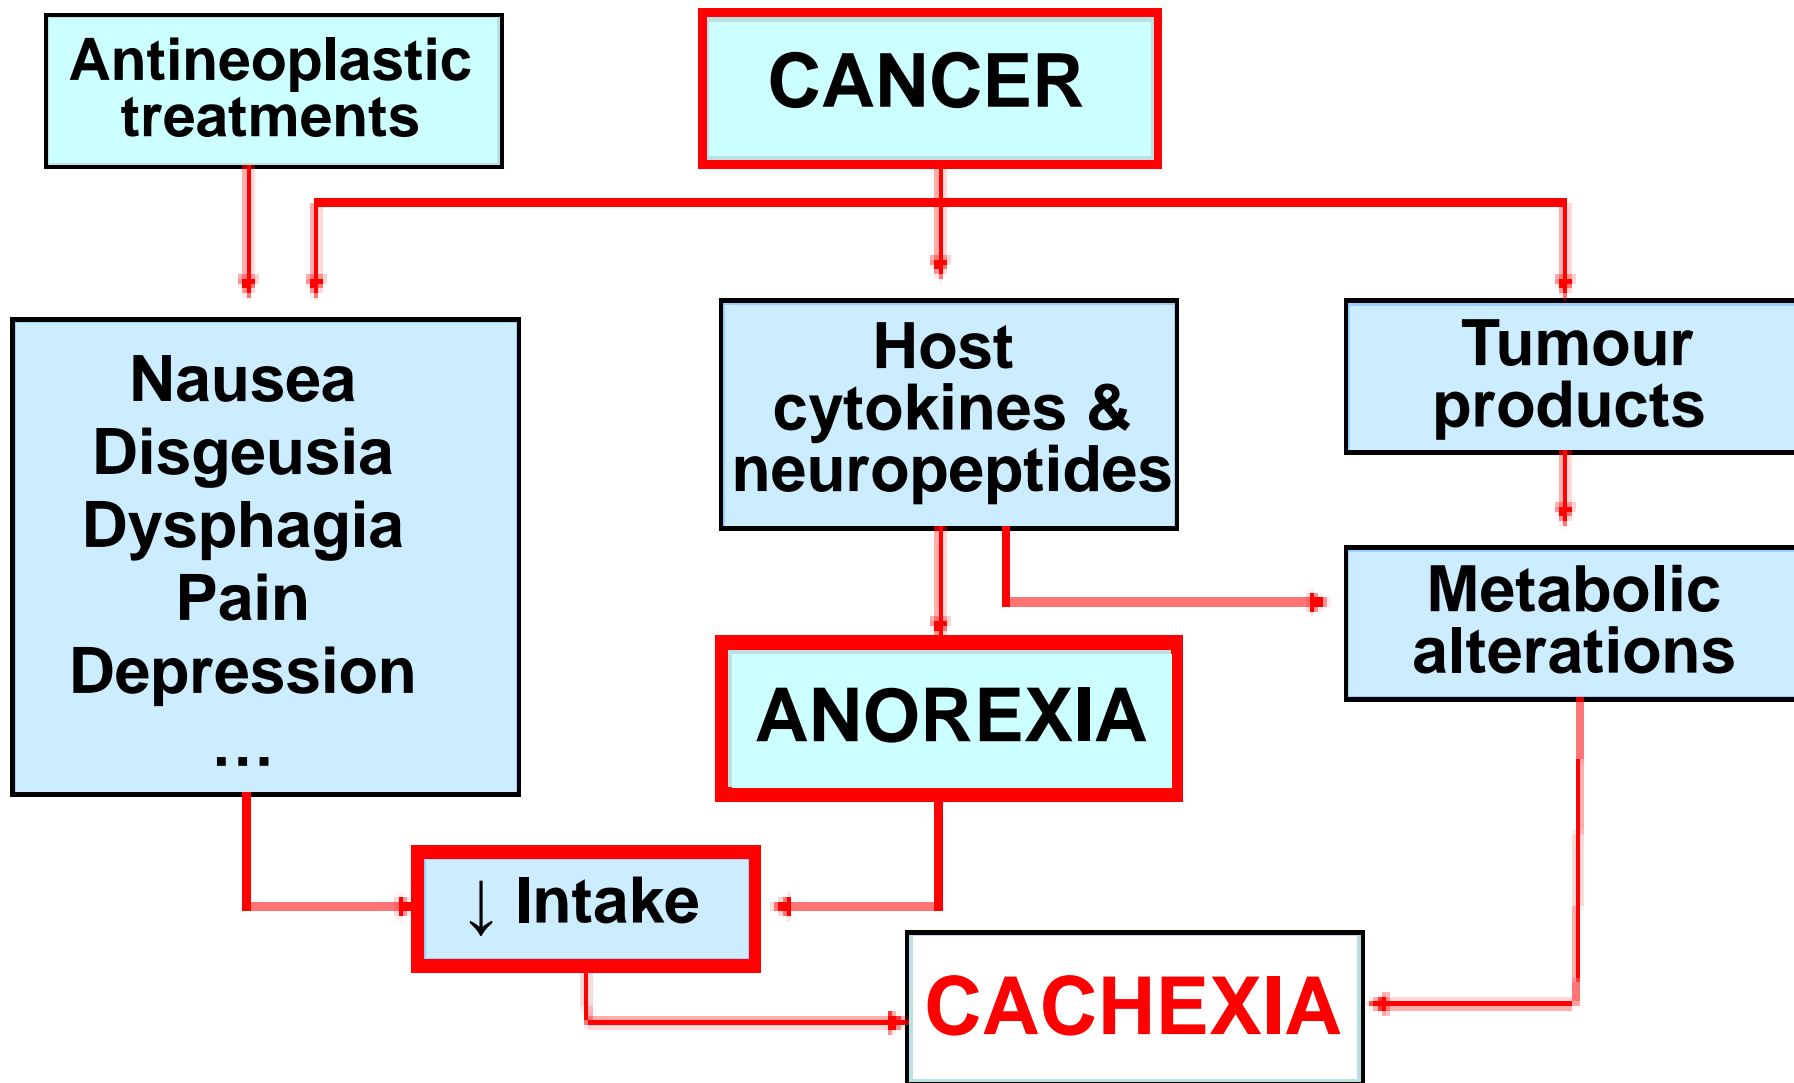 Antineoplastic
treatments
CANCER
Nausea
Disgeusia
Dysphagia
Pain
Depression
…
Host
cytokines &
neuropeptides
Tumour
products
Metabolic
alterations
ANOREXIA
↓ Intake
CACHEXIA